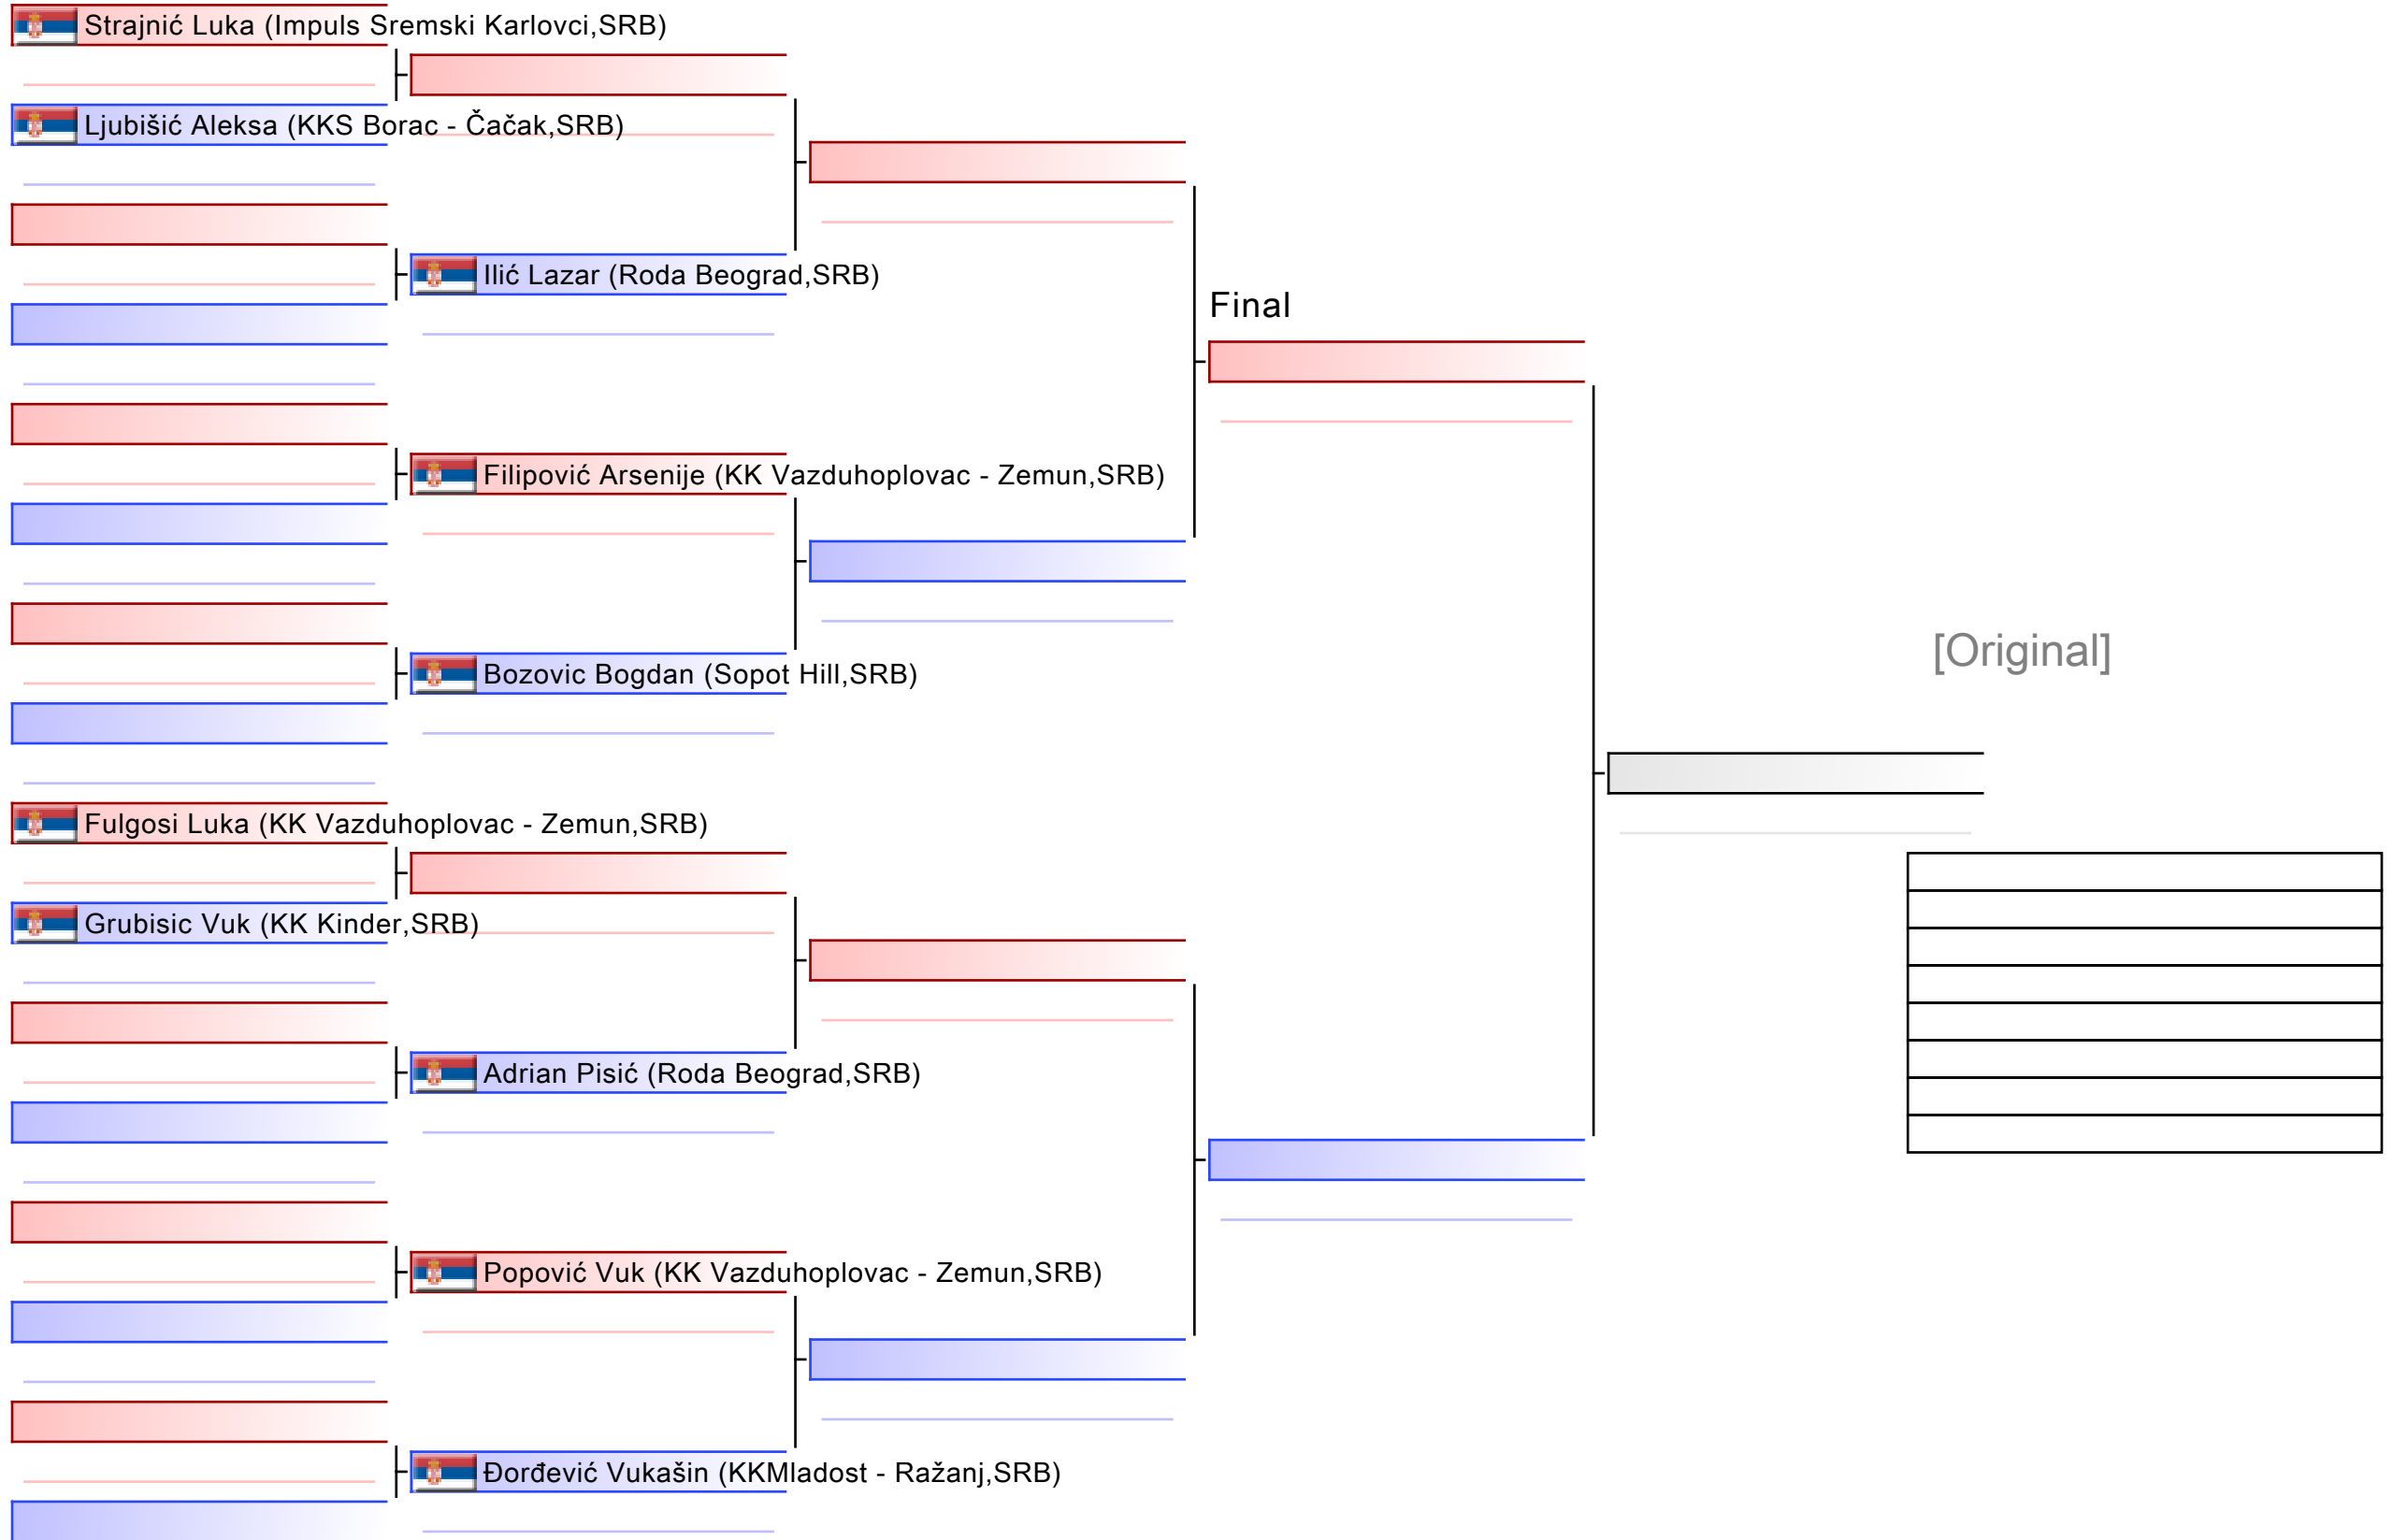 Strajnić Luka (Impuls Sremski Karlovci,SRB)
Ljubišić Aleksa (KKS Borac - Čačak,SRB)
Ilić Lazar (Roda Beograd,SRB)
Final
Filipović Arsenije (KK Vazduhoplovac - Zemun,SRB)
[Original]
Bozovic Bogdan (Sopot Hill,SRB)
Fulgosi Luka (KK Vazduhoplovac - Zemun,SRB)
Grubisic Vuk (KK Kinder,SRB)
Adrian Pisić (Roda Beograd,SRB)
Popović Vuk (KK Vazduhoplovac - Zemun,SRB)
Đorđević Vukašin (KKMladost - Ražanj,SRB)